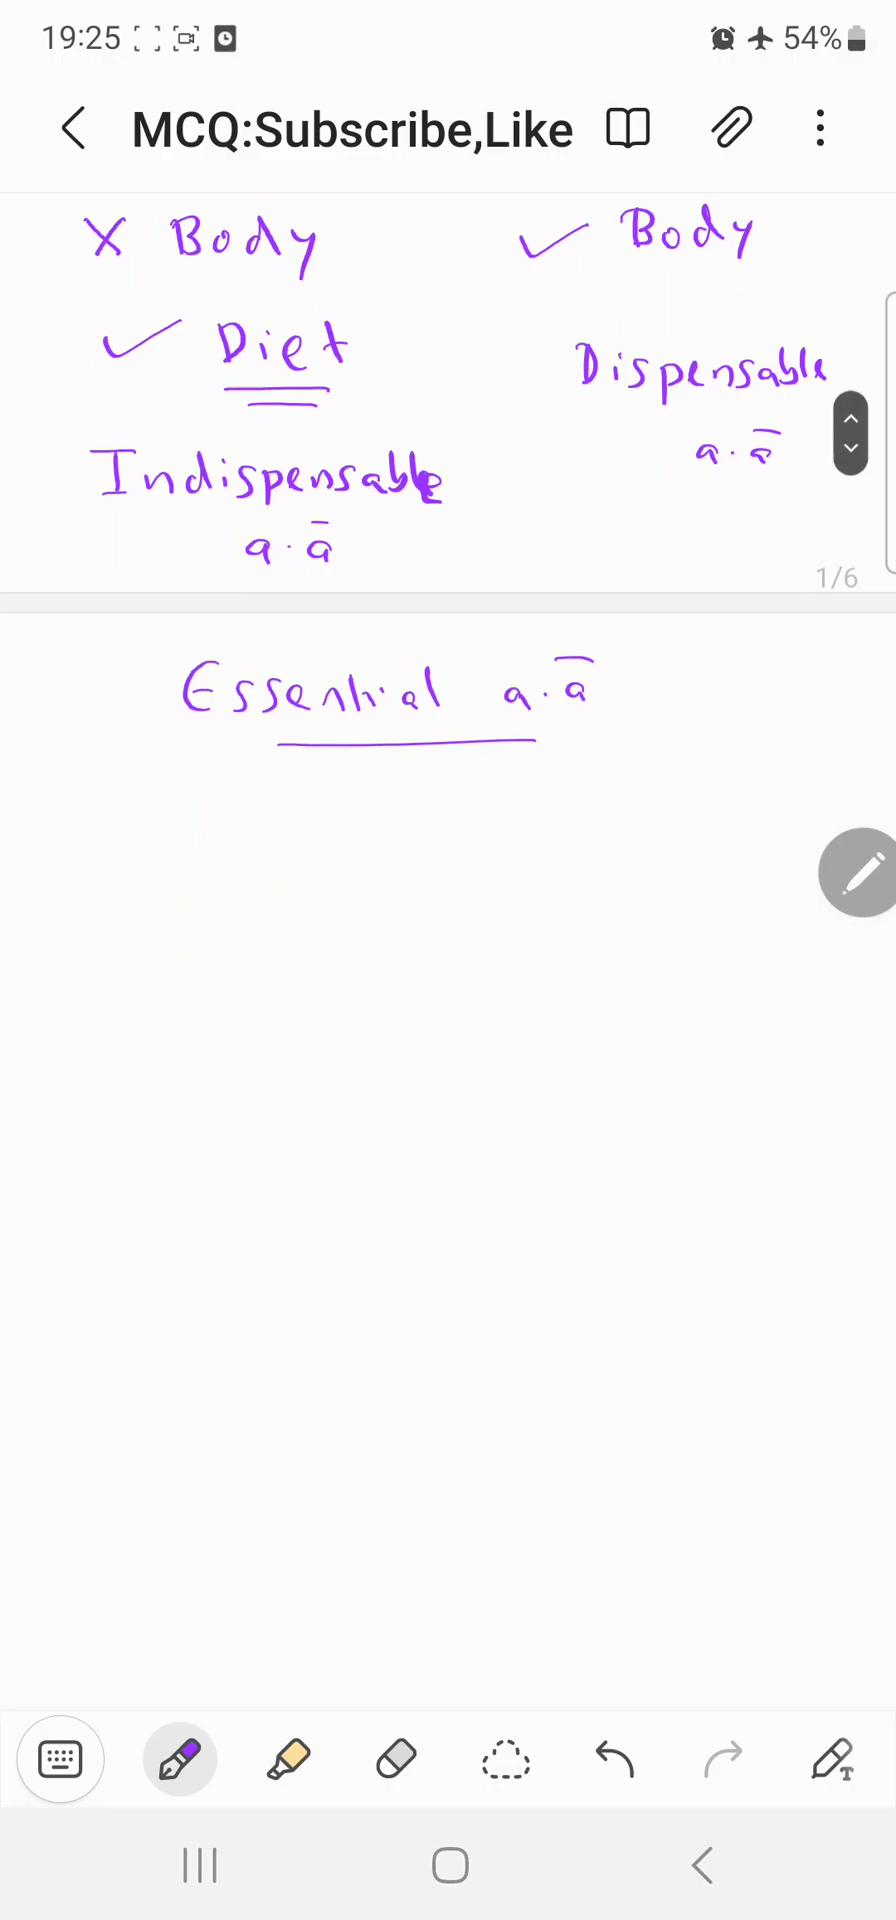 19:25 54%
MCQ:Subscribe,Like
X Body ✓ Body
✓ Diet
Dispensable
a.ā
Indispensable
a.ā
1/6
Essential a.ā
T